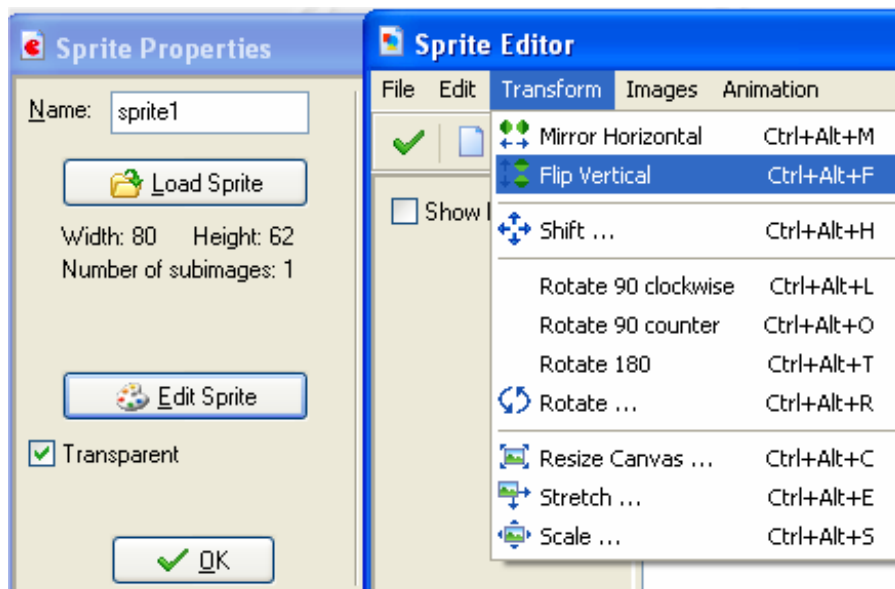 Sprite Properties
Name: sprite1
Load Sprite
Width: 80 Height: 62
Number of subimages: 1
Edit Sprite
Transparent
OK
Sprite Editor
File Edit Transform Images Animation
Show
Mirror Horizontal Ctrl+Alt+M
Flip Vertical Ctrl+Alt+F
Shift ... Ctrl+Alt+H
Rotate 90 clockwise Ctrl+Alt+L
Rotate 90 counter Ctrl+Alt+O
Rotate 180 Ctrl+Alt+T
Rotate ... Ctrl+Alt+R
Resize Canvas ... Ctrl+Alt+C
Stretch ... Ctrl+Alt+E
Scale ... Ctrl+Alt+S